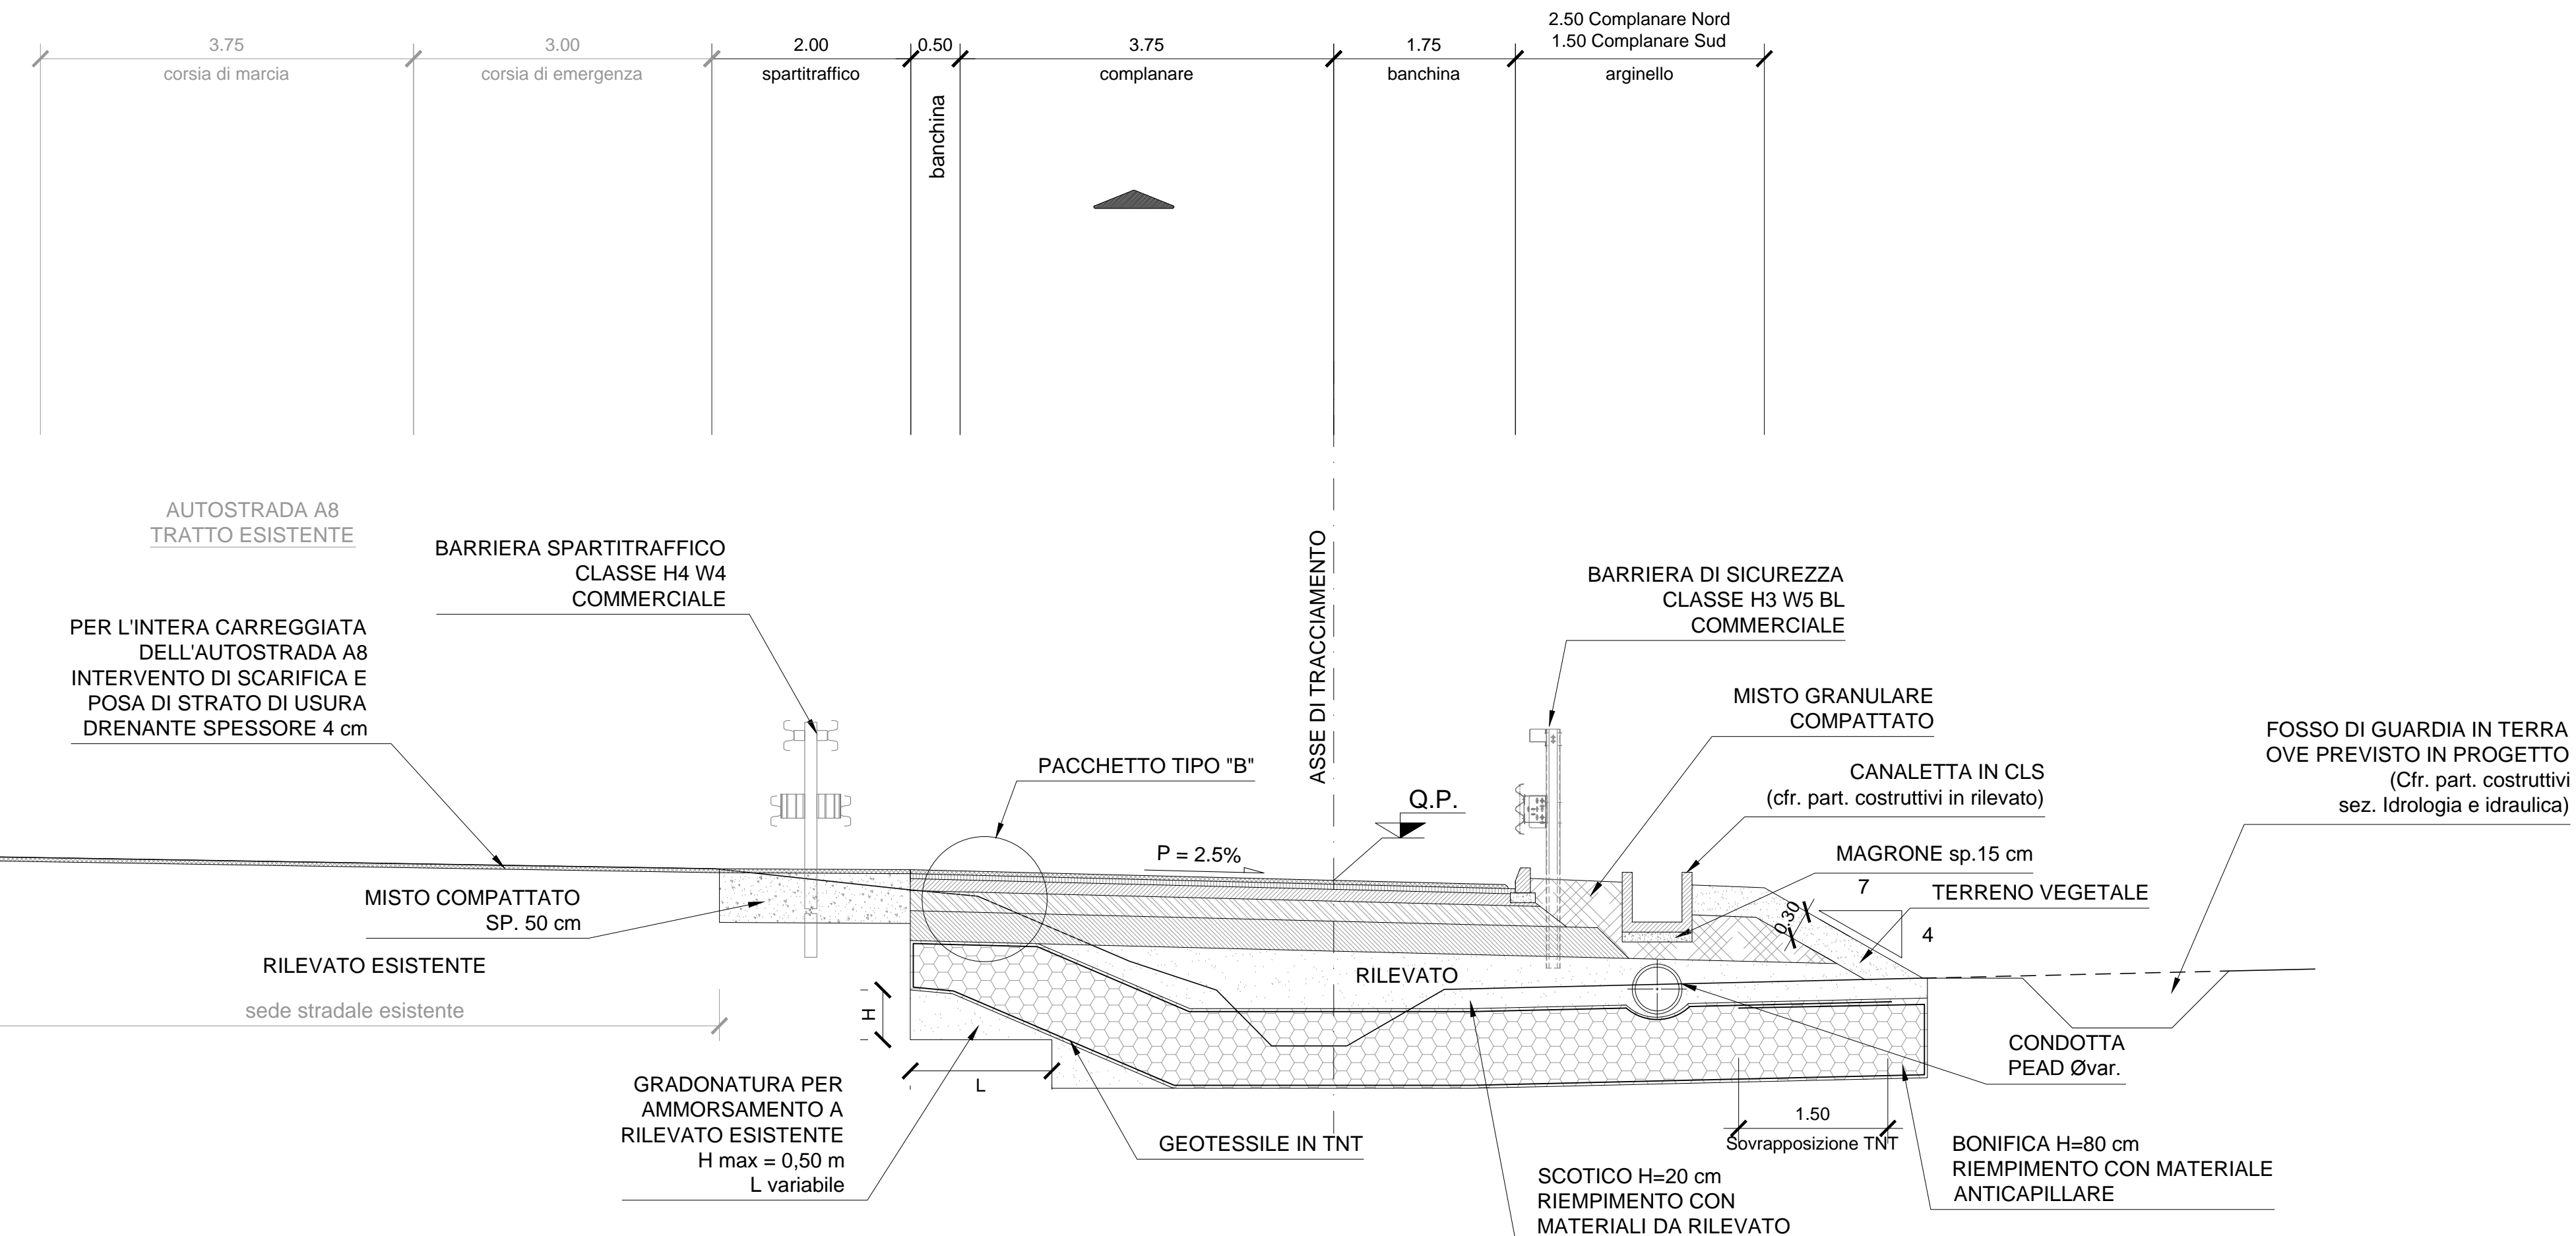 2.50 Complanare Nord
3.75
3.00
2.00
0.50
3.75
1.75
1.50 Complanare Sud
corsia di marcia
corsia di emergenza
spartitraffico
banchina
complanare
banchina
arginello
AUTOSTRADA A8
TRATTO ESISTENTE
BARRIERA SPARTITRAFFICO
CLASSE H4 W4
COMMERCIALE
PER L'INTERA CARREGGIATA
DELL'AUTOSTRADA A8
INTERVENTO DI SCARIFICA E
POSA DI STRATO DI USURA
DRENANTE SPESSORE 4 cm
ASSE DI TRACCIAMENTO
BARRIERA DI SICUREZZA
CLASSE H3 W5 BL
COMMERCIALE
MISTO GRANULARE
COMPATTATO
FOSSO DI GUARDIA IN TERRA
OVE PREVISTO IN PROGETTO
(Cfr. part. costruttivi
sez. Idrologia e idraulica)
PACCHETTO TIPO "B"
CANALETTA IN CLS
(cfr. part. costruttivi in rilevato)
Q.P.
P = 2.5%
MAGRONE sp.15 cm
7
4
TERRENO VEGETALE
0.30
MISTO COMPATTATO
SP. 50 cm
RILEVATO ESISTENTE
sede stradale esistente
RILEVATO
H
L
GRADONATURA PER
AMMORSAMENTO A
RILEVATO ESISTENTE
H max = 0,50 m
L variabile
GEOTESSILE IN TNT
CONDOTTA
PEAD Øvar.
1.50
Sovrapposizione TNT
SCOTICO H=20 cm
RIEMPIMENTO CON
MATERIALI DA RILEVATO
BONIFICA H=80 cm
RIEMPIMENTO CON MATERIALE
ANTICAPILLARE